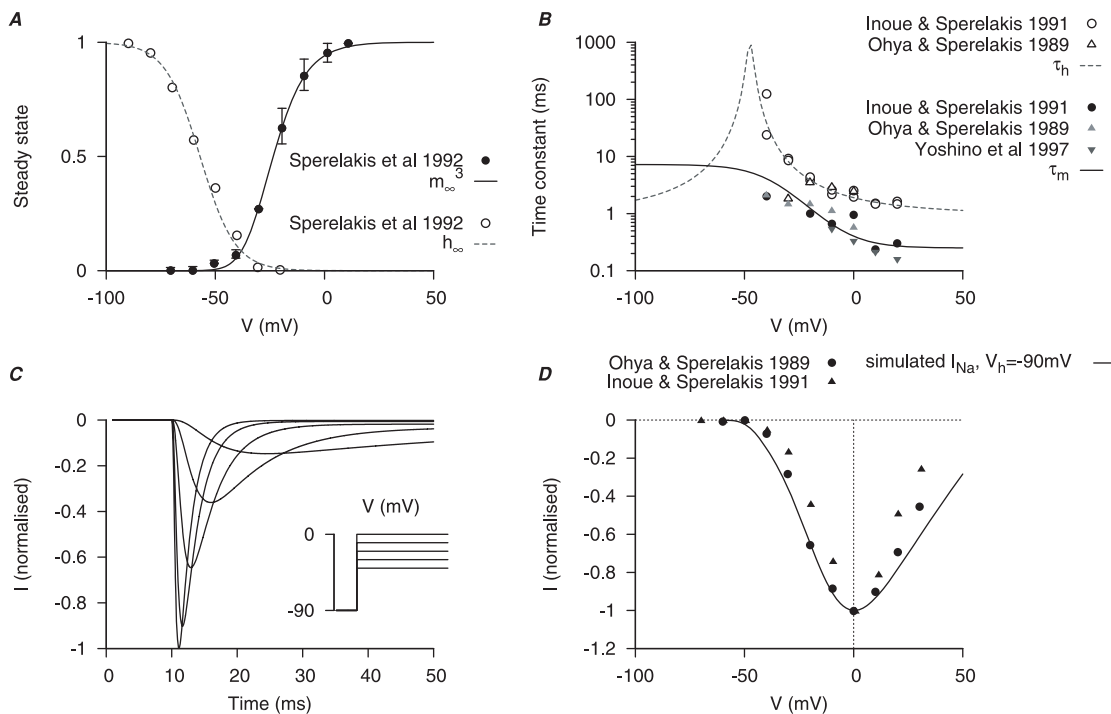 A
1
0.5
0
Steady state
Sperelakis et al 1992
m∞³
Sperelakis et al 1992
h∞
-100 -50 0 50
V (mV)
B
Inoue & Sperelakis 1991
Ohya & Sperelakis 1989
τh
Inoue & Sperelakis 1991
Ohya & Sperelakis 1989
Yoshino et al 1997
τm
1000
100
10
1
0.1
Time constant (ms)
-100 -50 0 50
V (mV)
C
0
-0.2
-0.4
-0.6
-0.8
-1
I (normalised)
V (mV)
0
-90
0 10 20 30 40 50
Time (ms)
D
Ohya & Sperelakis 1989
Inoue & Sperelakis 1991
simulated INa, Vh=-90mV
0
-0.2
-0.4
-0.6
-0.8
-1
-1.2
I (normalised)
-100 -50 0 50
V (mV)